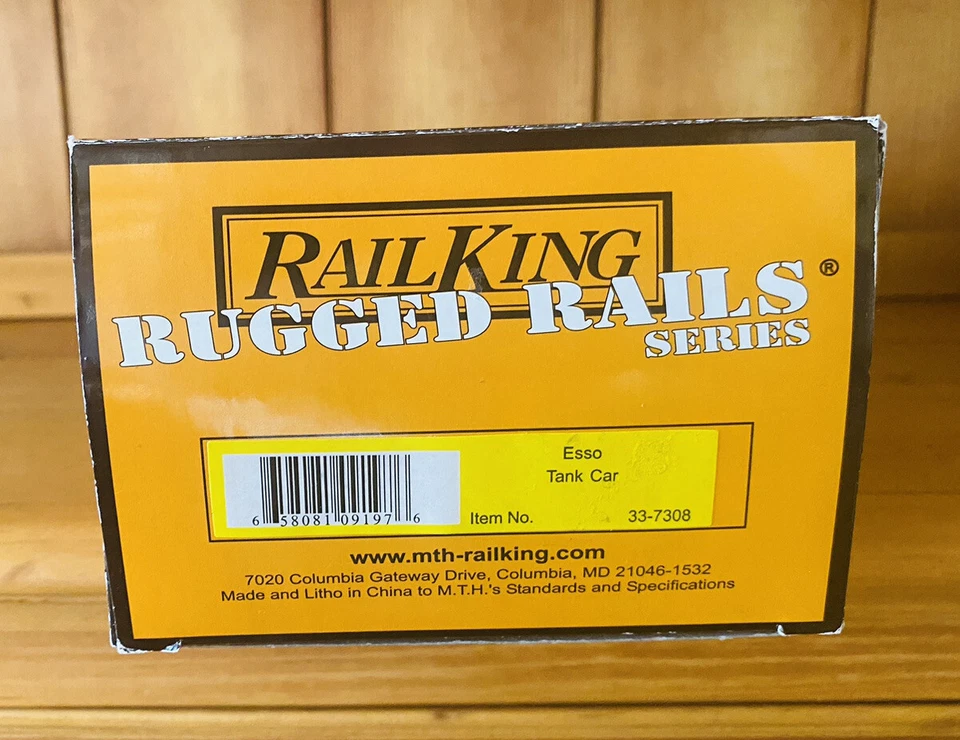 RAILKING
RUGGED RAILS ®
SERIES
Esso
Tank Car
Item No. 33-7308
6 58081 09197 6
www.mth-railking.com
7020 Columbia Gateway Drive, Columbia, MD 21046-1532
Made and Litho in China to M.T.H.'s Standards and Specifications